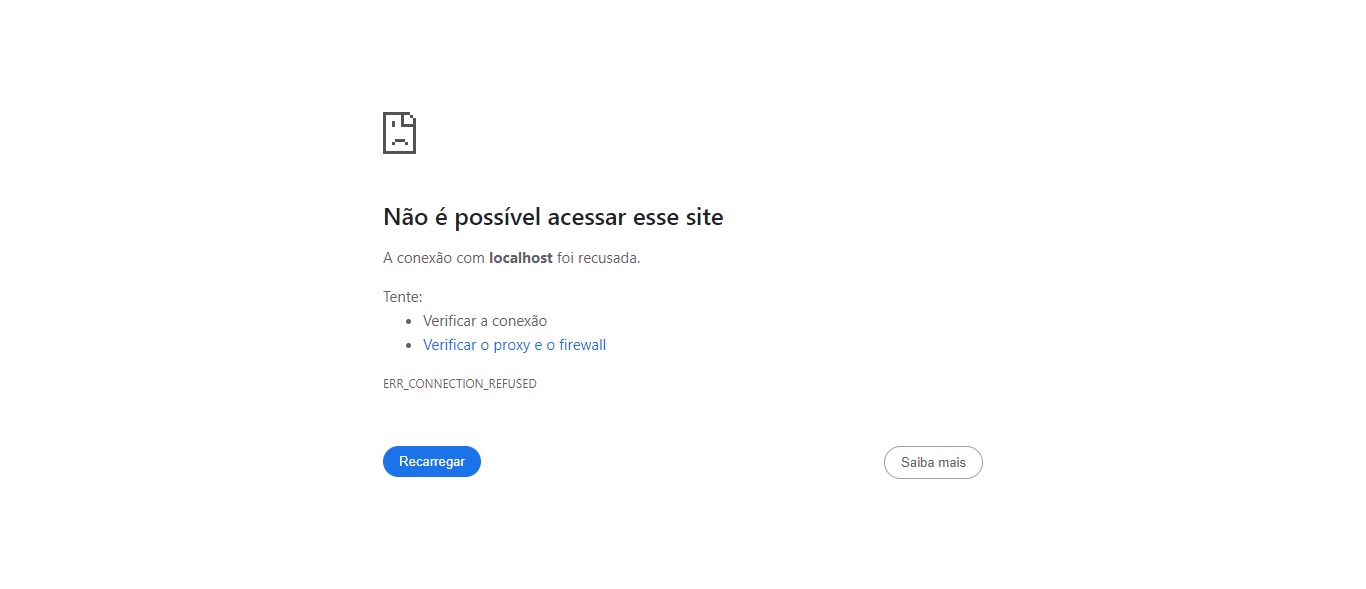 Não é possível acessar esse site
A conexão com localhost foi recusada.
Tente:
Verificar a conexão
Verificar o proxy e o firewall
ERR_CONNECTION_REFUSED
Recarregar
Saiba mais